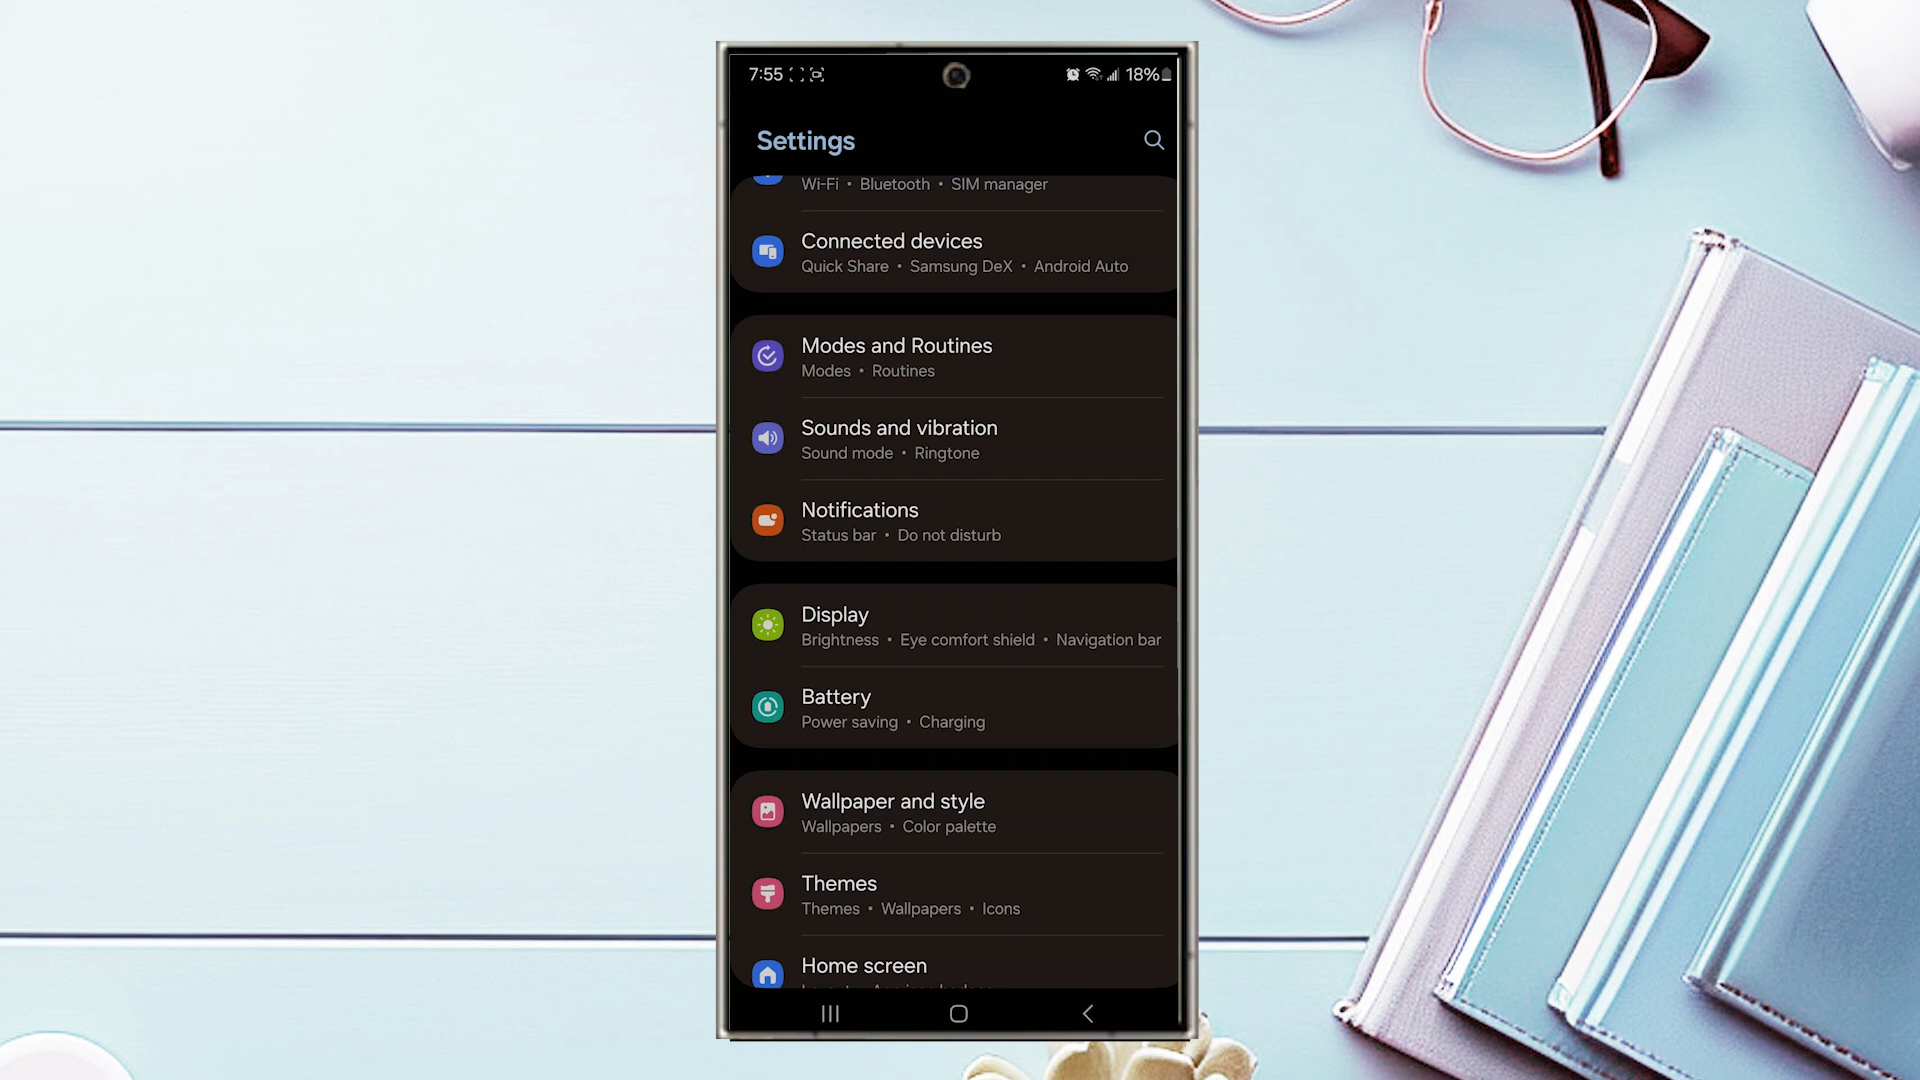 7:55 18%
Settings
Wi-Fi • Bluetooth • SIM manager
Connected devices
Quick Share • Samsung DeX • Android Auto
Modes and Routines
Modes • Routines
Sounds and vibration
Sound mode • Ringtone
Notifications
Status bar • Do not disturb
Display
Brightness • Eye comfort shield • Navigation bar
Battery
Power saving • Charging
Wallpaper and style
Wallpapers • Color palette
Themes
Themes • Wallpapers • Icons
Home screen